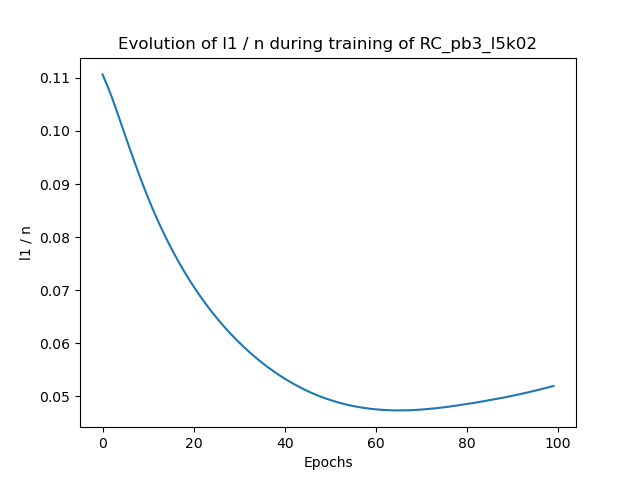 Evolution of l1 / n during training of RC_pb3_l5k02
0.11
0.10
0.09
0.08
0.07
0.06
0.05
l1 / n
0 20 40 60 80 100
Epochs